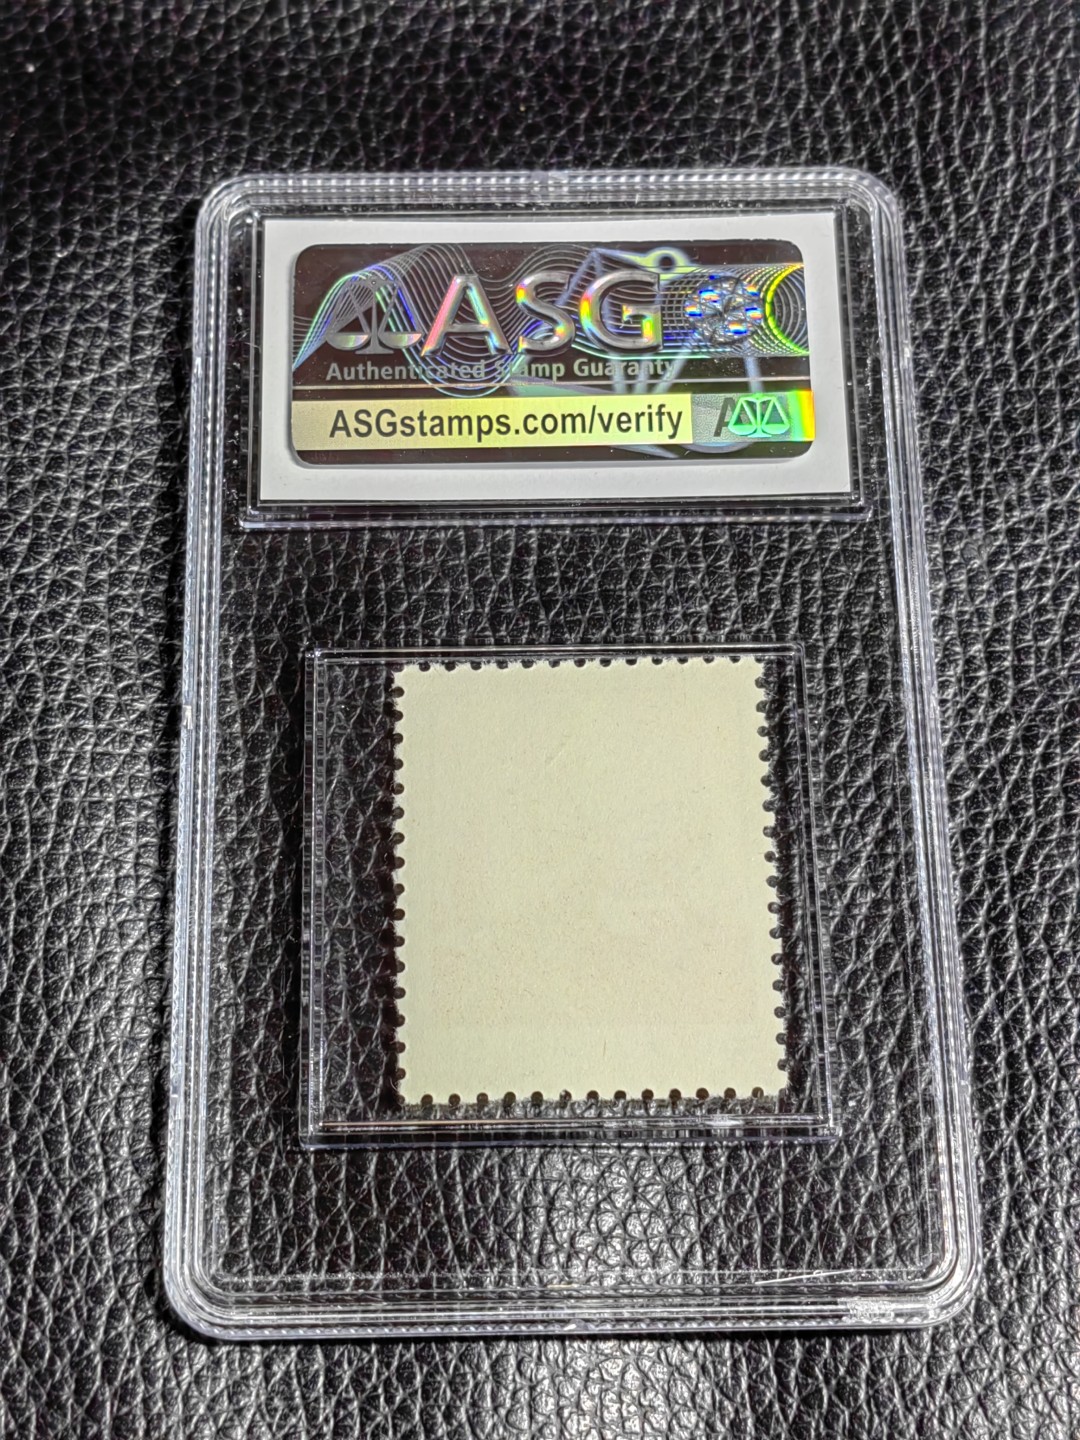 ASG
Authenticated Stamp Guaranty
ASGstamps.com/verify